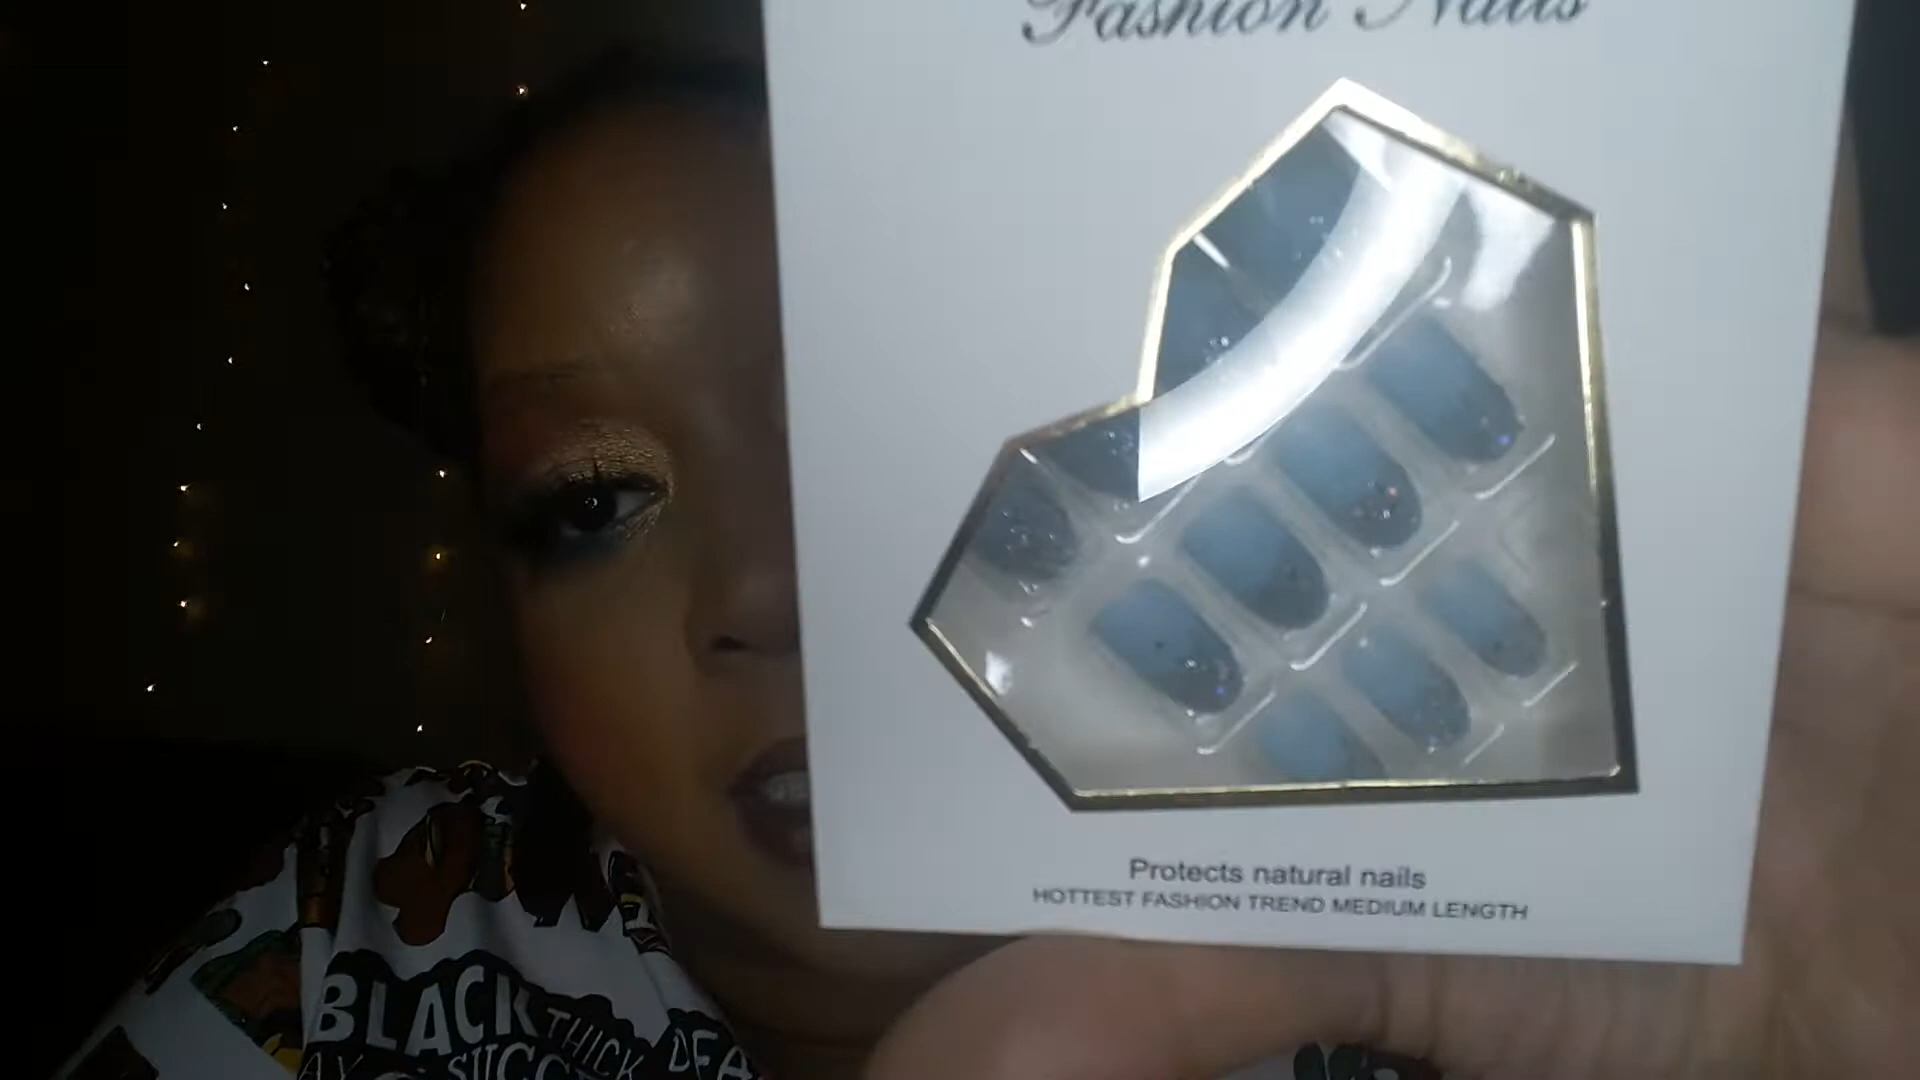 Fashion Nails
Protects natural nails
HOTTEST FASHION TREND MEDIUM LENGTH
BLACK
THICK